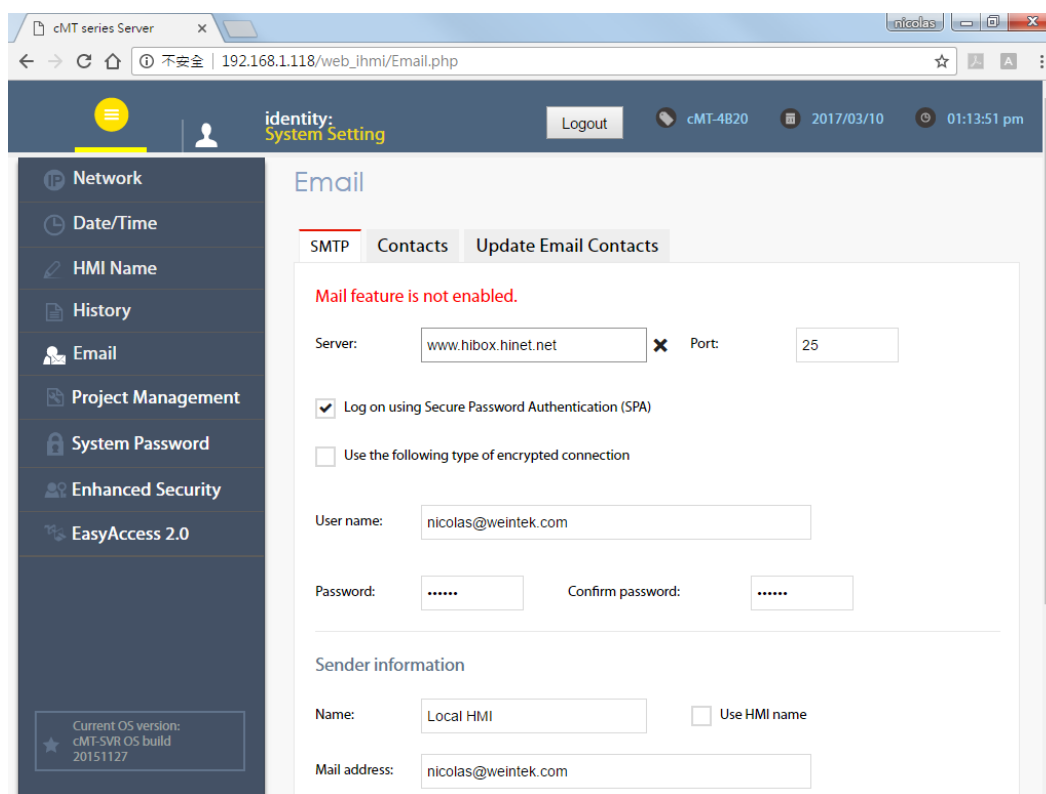 cMT series Server
nicolas
不安全 | 192.168.1.118/web_ihmi/Email.php
identity:
System Setting
Logout
cMT-4B20
2017/03/10
01:13:51 pm
Network
Date/Time
HMI Name
History
Email
Project Management
System Password
Enhanced Security
EasyAccess 2.0
Current OS version:
cMT-SVR OS build
20151127
Email
SMTP Contacts Update Email Contacts
Mail feature is not enabled.
Server: www.hibox.hinet.net Port: 25
Log on using Secure Password Authentication (SPA)
Use the following type of encrypted connection
User name: nicolas@weintek.com
Password: •••••• Confirm password: ••••••
Sender information
Name: Local HMI Use HMI name
Mail address: nicolas@weintek.com